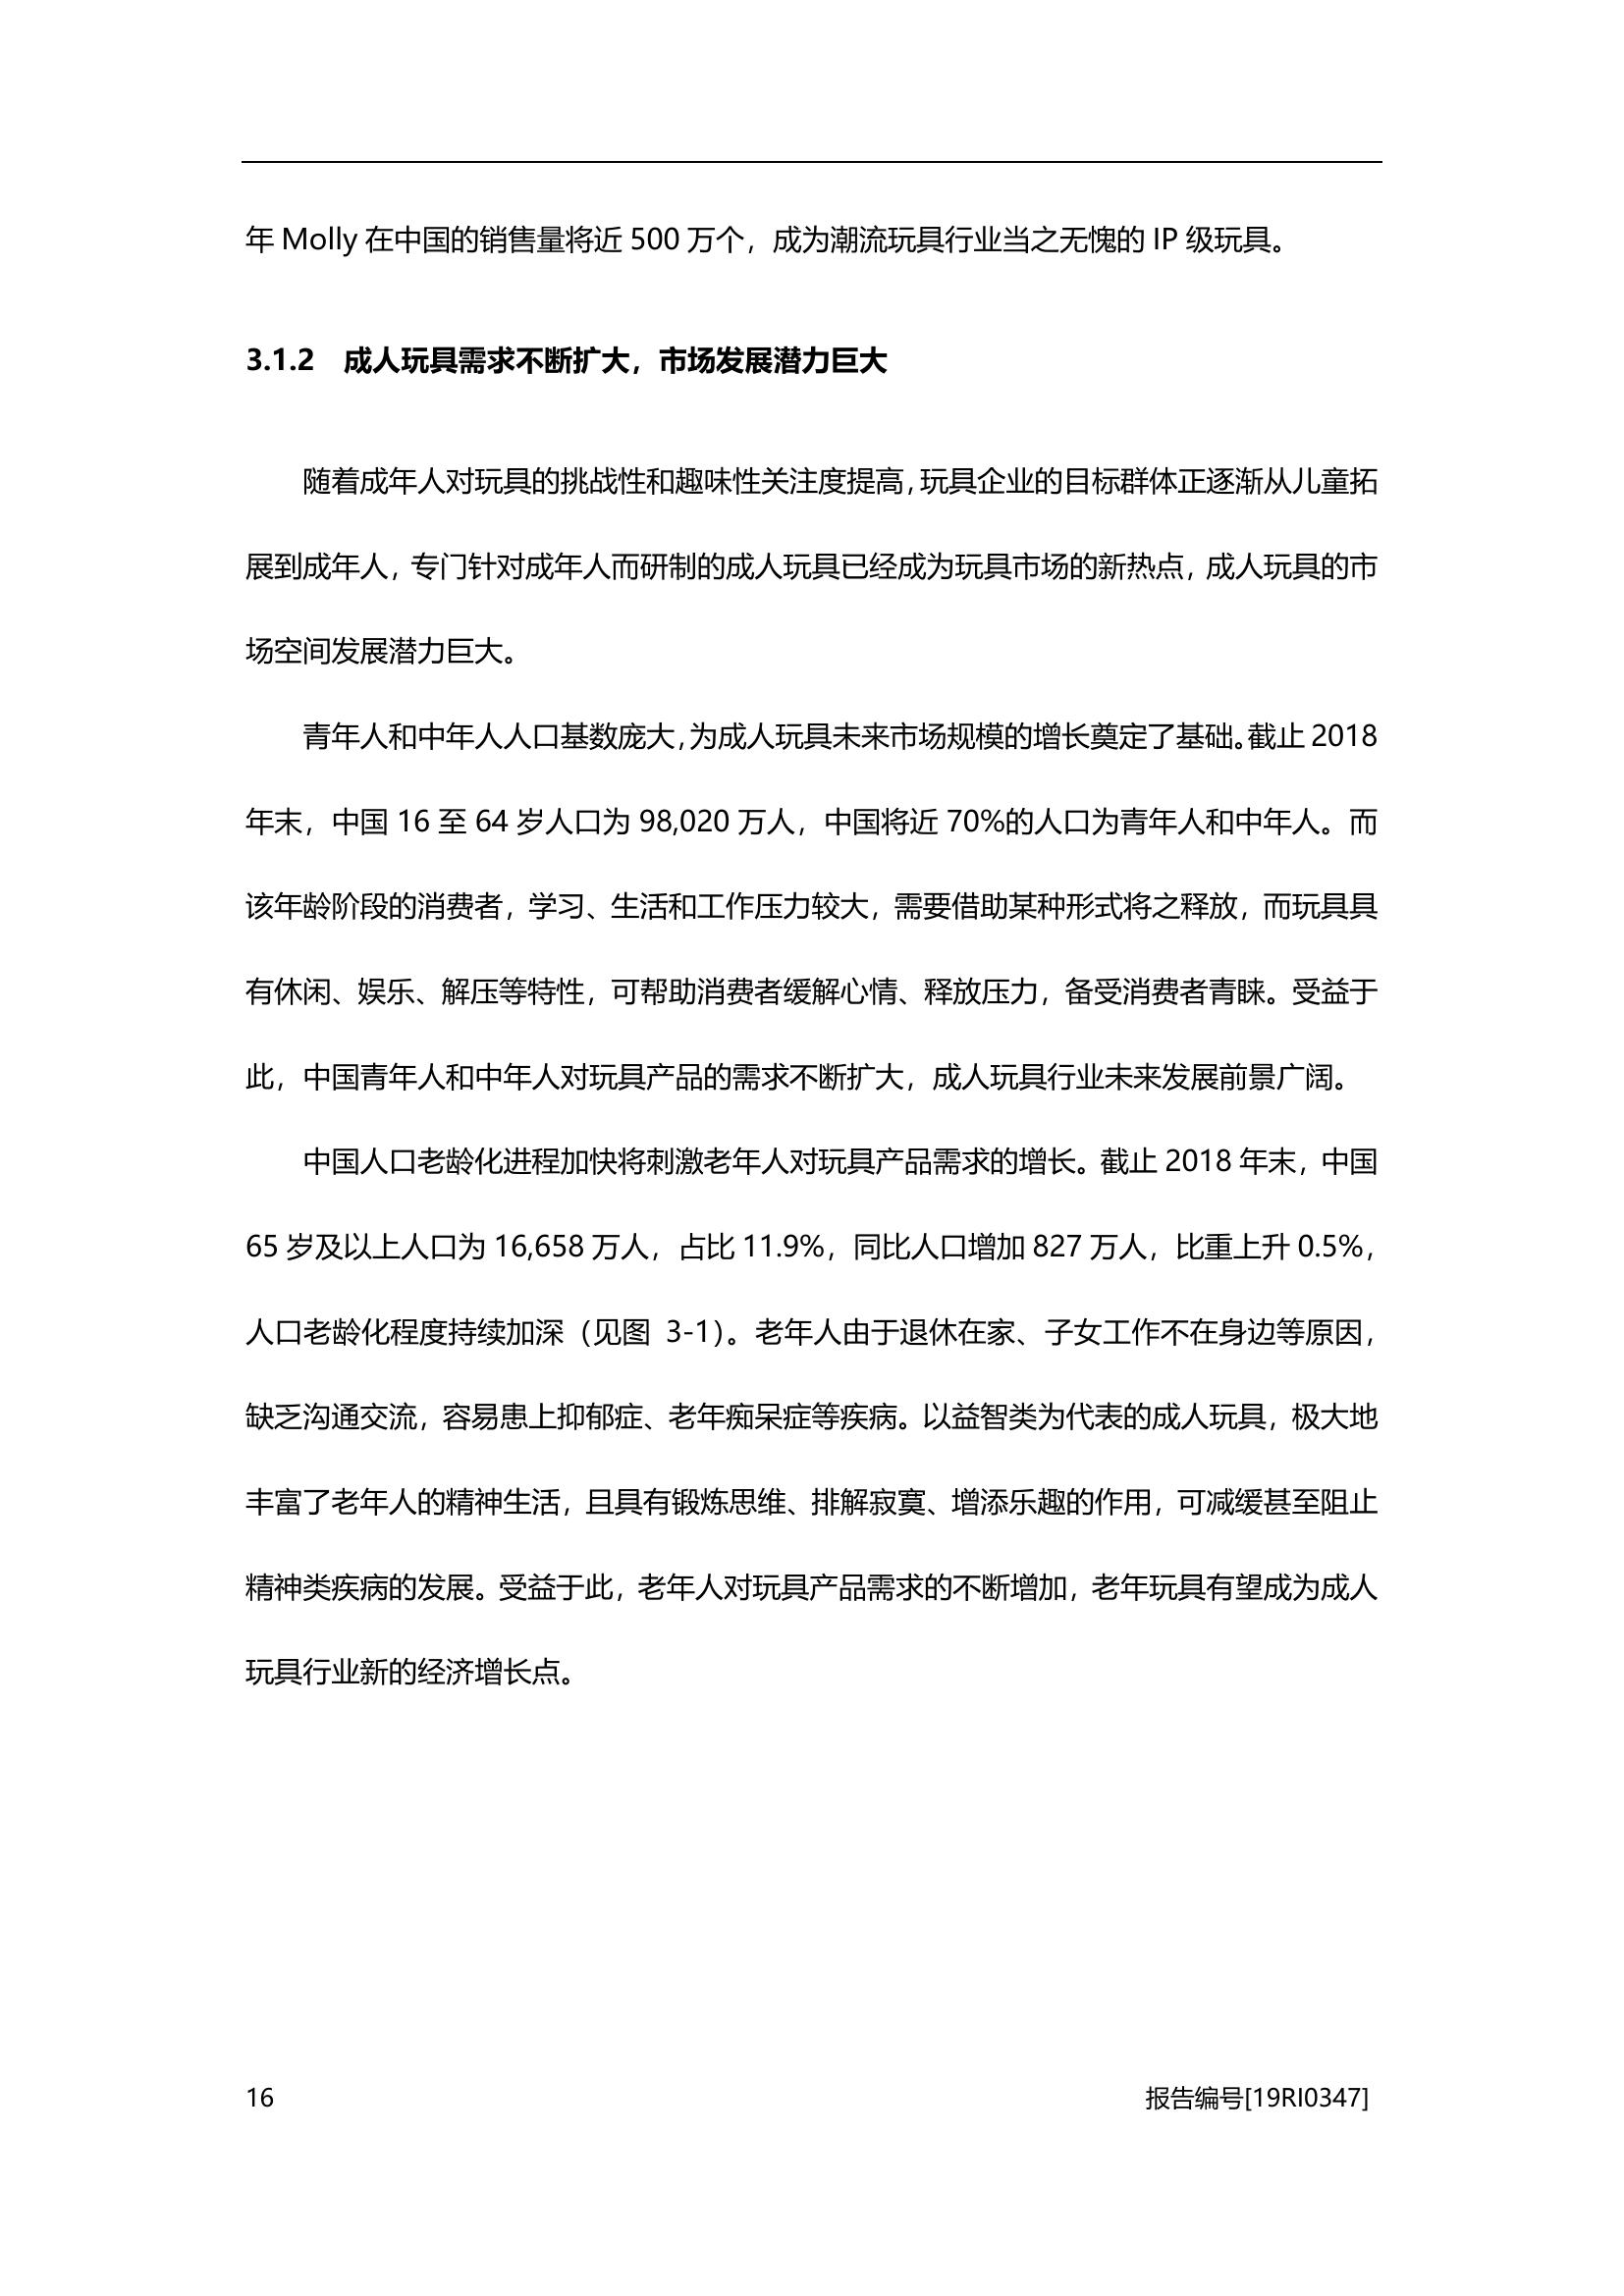 年 Molly 在中国的销售量将近 500 万个，成为潮流玩具行业当之无愧的 IP 级玩具。
3.1.2 成人玩具需求不断扩大，市场发展潜力巨大
随着成年人对玩具的挑战性和趣味性关注度提高，玩具企业的目标群体正逐渐从儿童拓
展到成年人，专门针对成年人而研制的成人玩具已经成为玩具市场的新热点，成人玩具的市
场空间发展潜力巨大。
青年人和中年人人口基数庞大，为成人玩具未来市场规模的增长奠定了基础。截止 2018
年末，中国 16 至 64 岁人口为 98,020 万人，中国将近 70%的人口为青年人和中年人。而
该年龄阶段的消费者，学习、生活和工作压力较大，需要借助某种形式将之释放，而玩具具
有休闲、娱乐、解压等特性，可帮助消费者缓解心情、释放压力，备受消费者青睐。受益于
此，中国青年人和中年人对玩具产品的需求不断扩大，成人玩具行业未来发展前景广阔。
中国人口老龄化进程加快将刺激老年人对玩具产品需求的增长。截止 2018 年末，中国
65 岁及以上人口为 16,658 万人，占比 11.9%，同比人口增加 827 万人，比重上升 0.5%，
人口老龄化程度持续加深（见图 3-1）。老年人由于退休在家、子女工作不在身边等原因，
缺乏沟通交流，容易患上抑郁症、老年痴呆症等疾病。以益智类为代表的成人玩具，极大地
丰富了老年人的精神生活，且具有锻炼思维、排解寂寞、增添乐趣的作用，可减缓甚至阻止
精神类疾病的发展。受益于此，老年人对玩具产品需求的不断增加，老年玩具有望成为成人
玩具行业新的经济增长点。
16 报告编号[19RI0347]